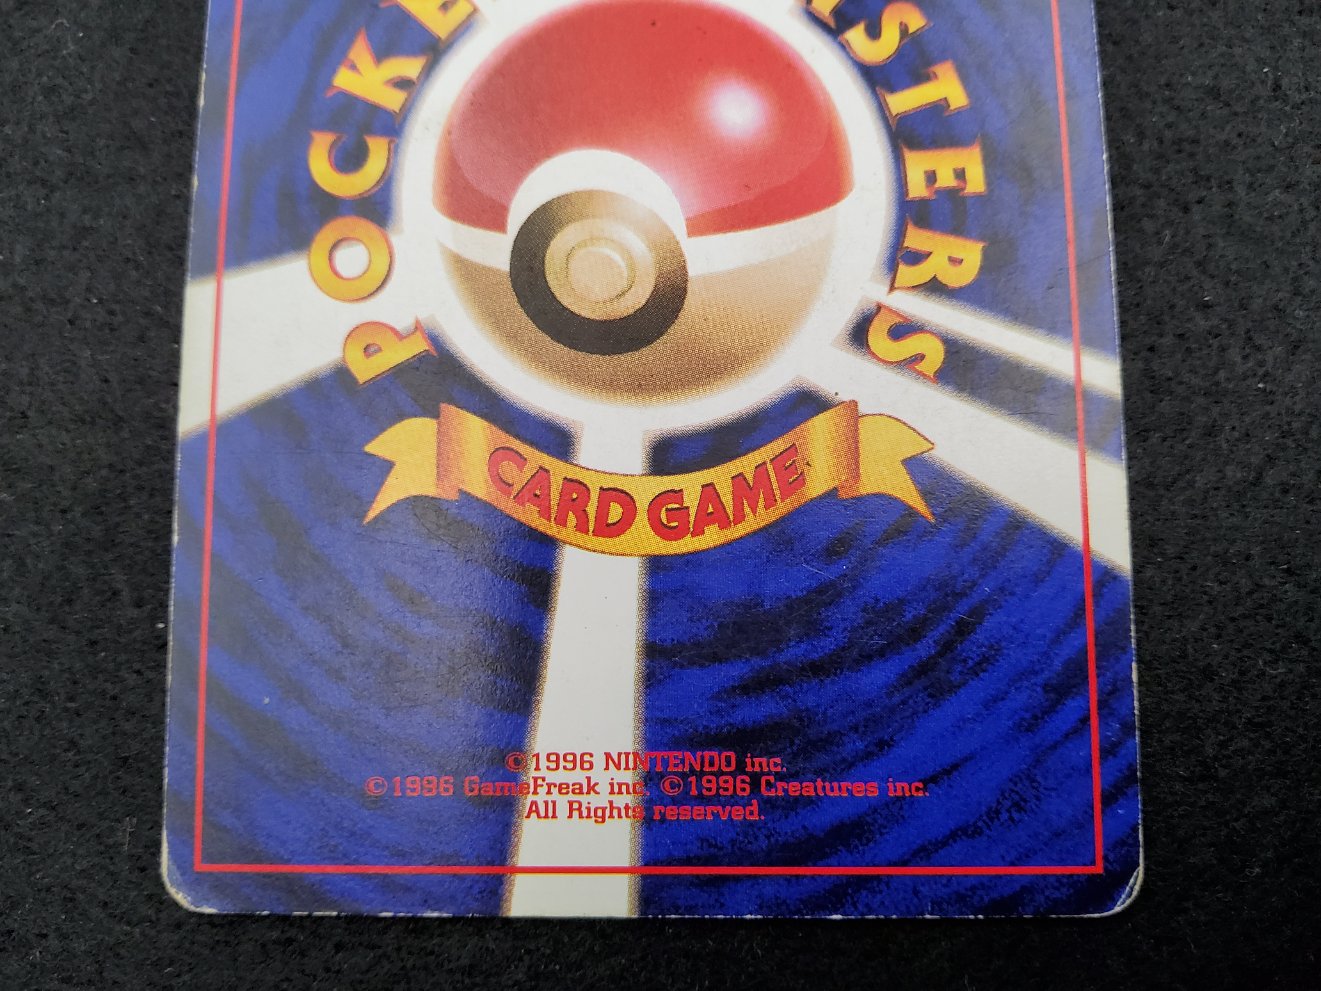 POCKE
STERS
CARD GAME
©1996 NINTENDO inc.
©1996 GameFreak inc. ©1996 Creatures inc.
All Rights reserved.